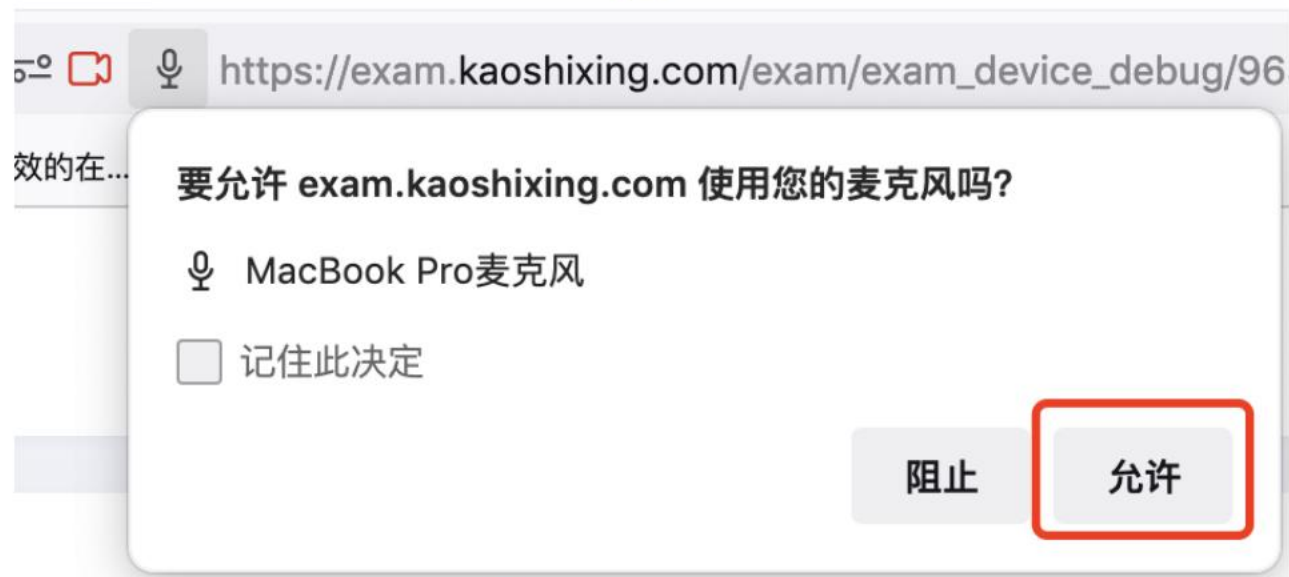 https://exam.kaoshixing.com/exam/exam_device_debug/96
效的在...
要允许 exam.kaoshixing.com 使用您的麦克风吗?
MacBook Pro麦克风
记住此决定
阻止 允许